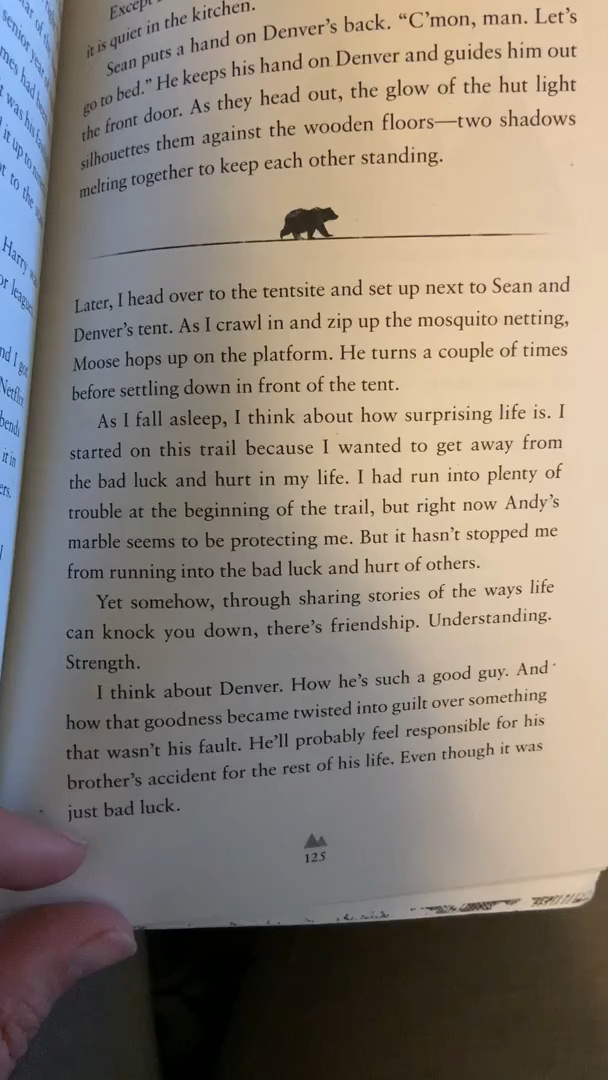 Except
it is quiet in the kitchen.
Sean puts a hand on Denver's back. “C'mon, man. Let's
go to bed.” He keeps his hand on Denver and guides him out
the front door. As they head out, the glow of the hut light
silhouettes them against the wooden floors—two shadows
melting together to keep each other standing.
Later, I head over to the tentsite and set up next to Sean and
Denver's tent. As I crawl in and zip up the mosquito netting,
Moose hops up on the platform. He turns a couple of times
before settling down in front of the tent.
As I fall asleep, I think about how surprising life is. I
started on this trail because I wanted to get away from
the bad luck and hurt in my life. I had run into plenty of
trouble at the beginning of the trail, but right now Andy's
marble seems to be protecting me. But it hasn't stopped me
from running into the bad luck and hurt of others.
Yet somehow, through sharing stories of the ways life
can knock you down, there's friendship. Understanding.
Strength.
I think about Denver. How he's such a good guy. And
how that goodness became twisted into guilt over something
that wasn't his fault. He'll probably feel responsible for his
brother's accident for the rest of his life. Even though it was
just bad luck.
125